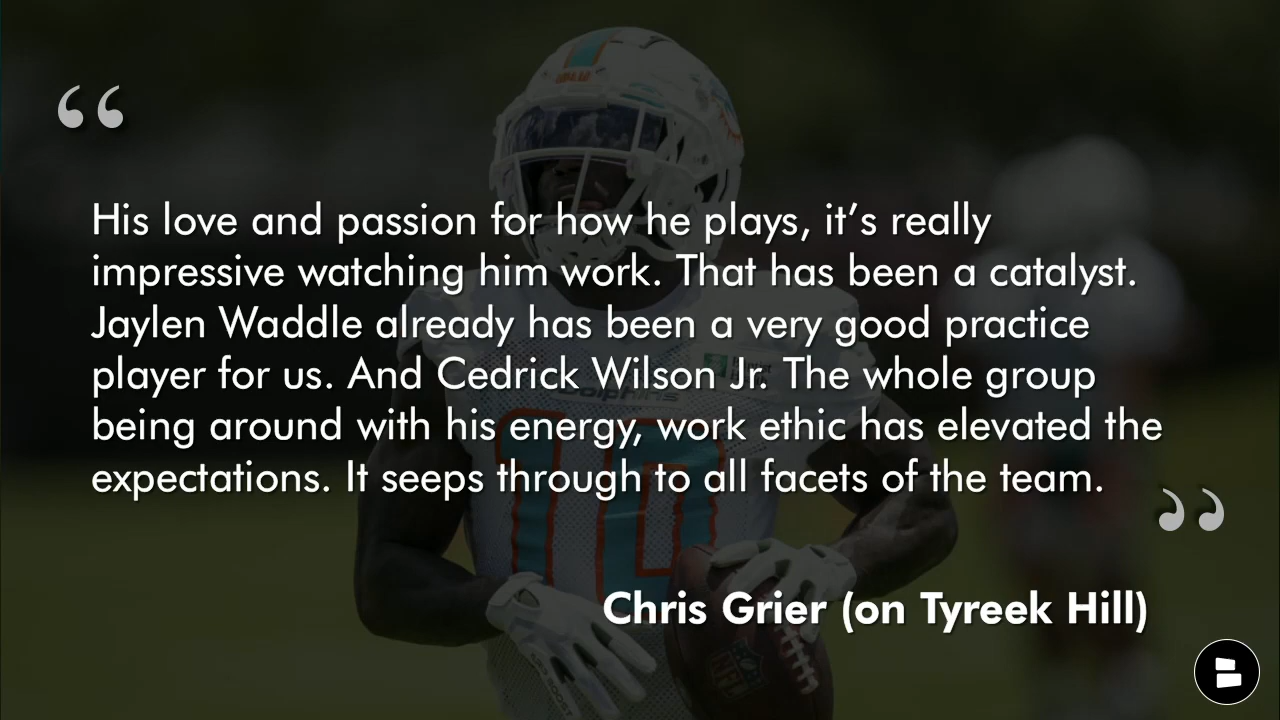 “
His love and passion for how he plays, it’s really
impressive watching him work. That has been a catalyst.
Jaylen Waddle already has been a very good practice
player for us. And Cedrick Wilson Jr. The whole group
being around with his energy, work ethic has elevated the
expectations. It seeps through to all facets of the team.
”
Chris Grier (on Tyreek Hill)
Dolphins
10
NFL